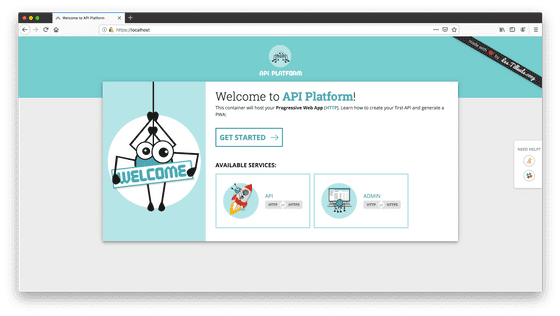 Welcome to API Platform
https://localhost
made with ♥ by Les-Tilleuls.coop
API PLATFORM
Welcome to API Platform!
This container will host your Progressive Web App (HTTP). Learn how to create your first API and generate a
PWA:
WELCOME
GET STARTED
NEED HELP?
AVAILABLE SERVICES:
API
HTTP or HTTPS
ADMIN
HTTP or HTTPS